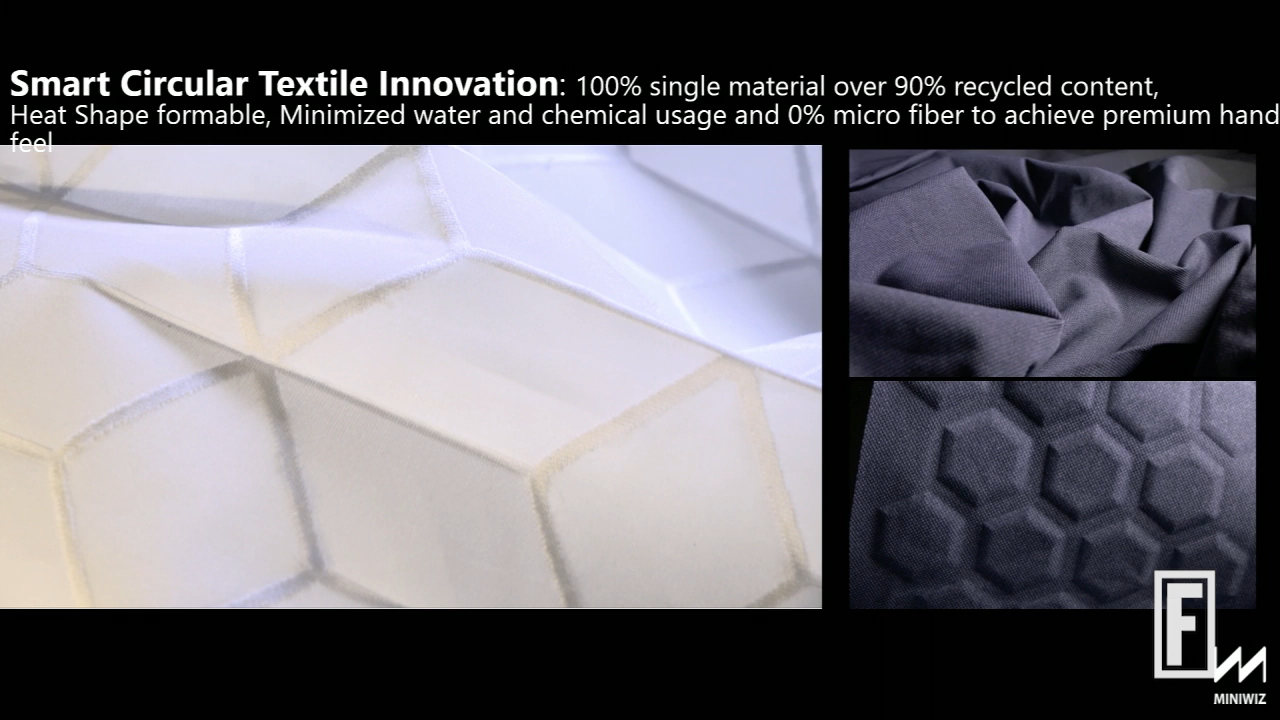 Smart Circular Textile Innovation: 100% single material over 90% recycled content,
Heat Shape formable, Minimized water and chemical usage and 0% micro fiber to achieve premium hand
feel
F
MINIWIZ